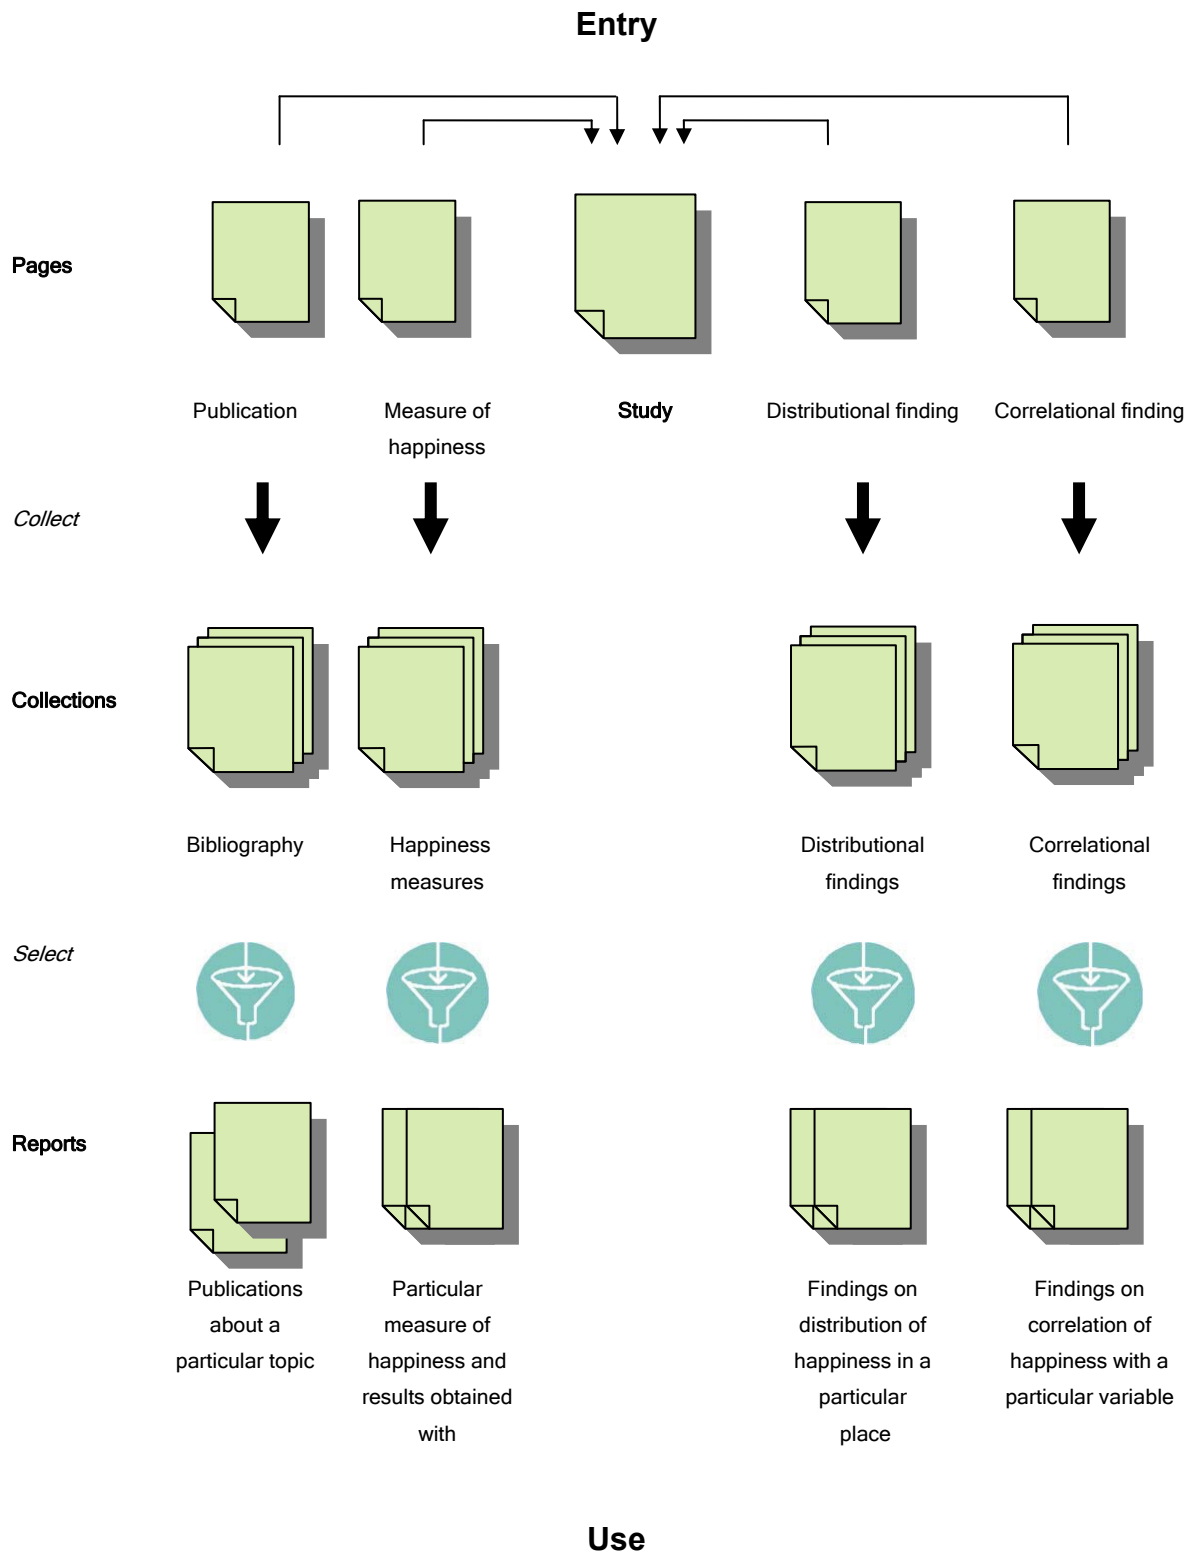 Entry
Pages
Publication
Measure of
happiness
Study
Distributional finding
Correlational finding
Collect
Collections
Bibliography
Happiness
measures
Distributional
findings
Correlational
findings
Select
Reports
Publications
about a
particular topic
Particular
measure of
happiness and
results obtained
with
Findings on
distribution of
happiness in a
particular
place
Findings on
correlation of
happiness with a
particular variable
Use